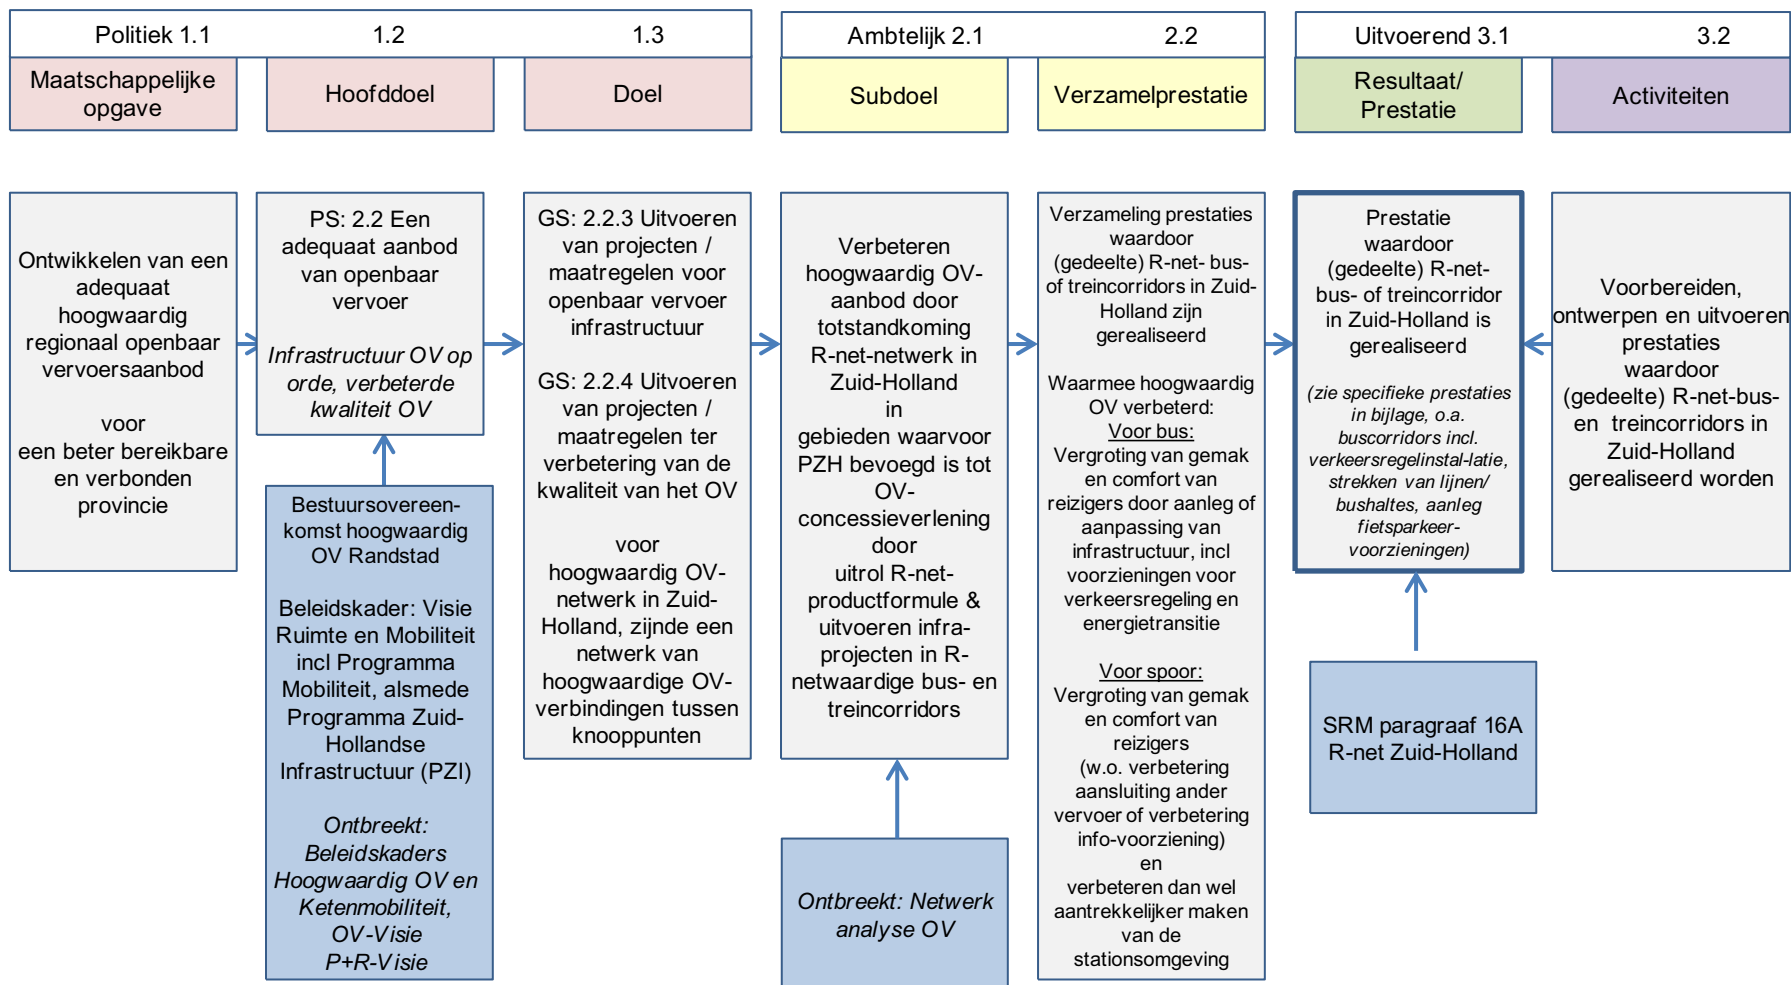 Politiek 1.1
1.2
1.3
Ambtelijk 2.1
2.2
Uitvoerend 3.1
3.2
Maatschappelijke
opgave
Hoofddoel
Doel
Subdoel
Verzamelprestatie
Resultaat/
Prestatie
Activiteiten
Ontwikkelen van een
adequaat
hoogwaardig
regionaal openbaar
vervoersaanbod
voor
een beter bereikbare
en verbonden
provincie
PS: 2.2 Een
adequaat aanbod
van openbaar
vervoer
Infrastructuur OV op
orde, verbeterde
kwaliteit OV
Bestuursovereen-
komst hoogwaardig
OV Randstad
Beleidskader: Visie
Ruimte en Mobiliteit
incl Programma
Mobiliteit, alsmede
Programma Zuid-
Hollandse
Infrastructuur (PZI)
Ontbreekt:
Beleidskaders
Hoogwaardig OV en
Ketenmobiliteit,
OV-Visie
P+R-Visie
GS: 2.2.3 Uitvoeren
van projecten /
maatregelen voor
openbaar vervoer
infrastructuur
GS: 2.2.4 Uitvoeren
van projecten /
maatregelen ter
verbetering van de
kwaliteit van het OV
voor
hoogwaardig OV-
netwerk in Zuid-
Holland, zijnde een
netwerk van
hoogwaardige OV-
verbindingen tussen
knooppunten
Verbeteren
hoogwaardig OV-
aanbod door
totstandkoming
R-net-netwerk in
Zuid-Holland
in
gebieden waarvoor
PZH bevoegd is tot
OV-
concessieverlening
door
uitrol R-net-
productformule &
uitvoeren infra-
projecten in R-
netwaardige bus- en
treincorridors
Ontbreekt: Netwerk
analyse OV
Verzameling prestaties
waardoor
(gedeelte) R-net- bus-
of treincorridors in Zuid-
Holland zijn
gerealiseerd
Waarmee hoogwaardig
OV verbeterd:
Voor bus:
Vergroting van gemak
en comfort van
reizigers door aanleg of
aanpassing van
infrastructuur, incl
voorzieningen voor
verkeersregeling en
energietransitie
Voor spoor:
Vergroting van gemak
en comfort van
reizigers
(w.o. verbetering
aansluiting ander
vervoer of verbetering
info-voorziening)
en
verbeteren dan wel
aantrekkelijker maken
van de
stationsomgeving
Prestatie
waardoor
(gedeelte) R-net-
bus- of treincorridor
in Zuid-Holland is
gerealiseerd
(zie specifieke prestaties
in bijlage, o.a.
buscorridors incl.
verkeersregelinstal-latie,
strekken van lijnen/
bushaltes, aanleg
fietsparkeer-
voorzieningen)
SRM paragraaf 16A
R-net Zuid-Holland
Voorbereiden,
ontwerpen en uitvoeren
prestaties
waardoor
(gedeelte) R-net-bus-
en treincorridors in
Zuid-Holland
gerealiseerd worden